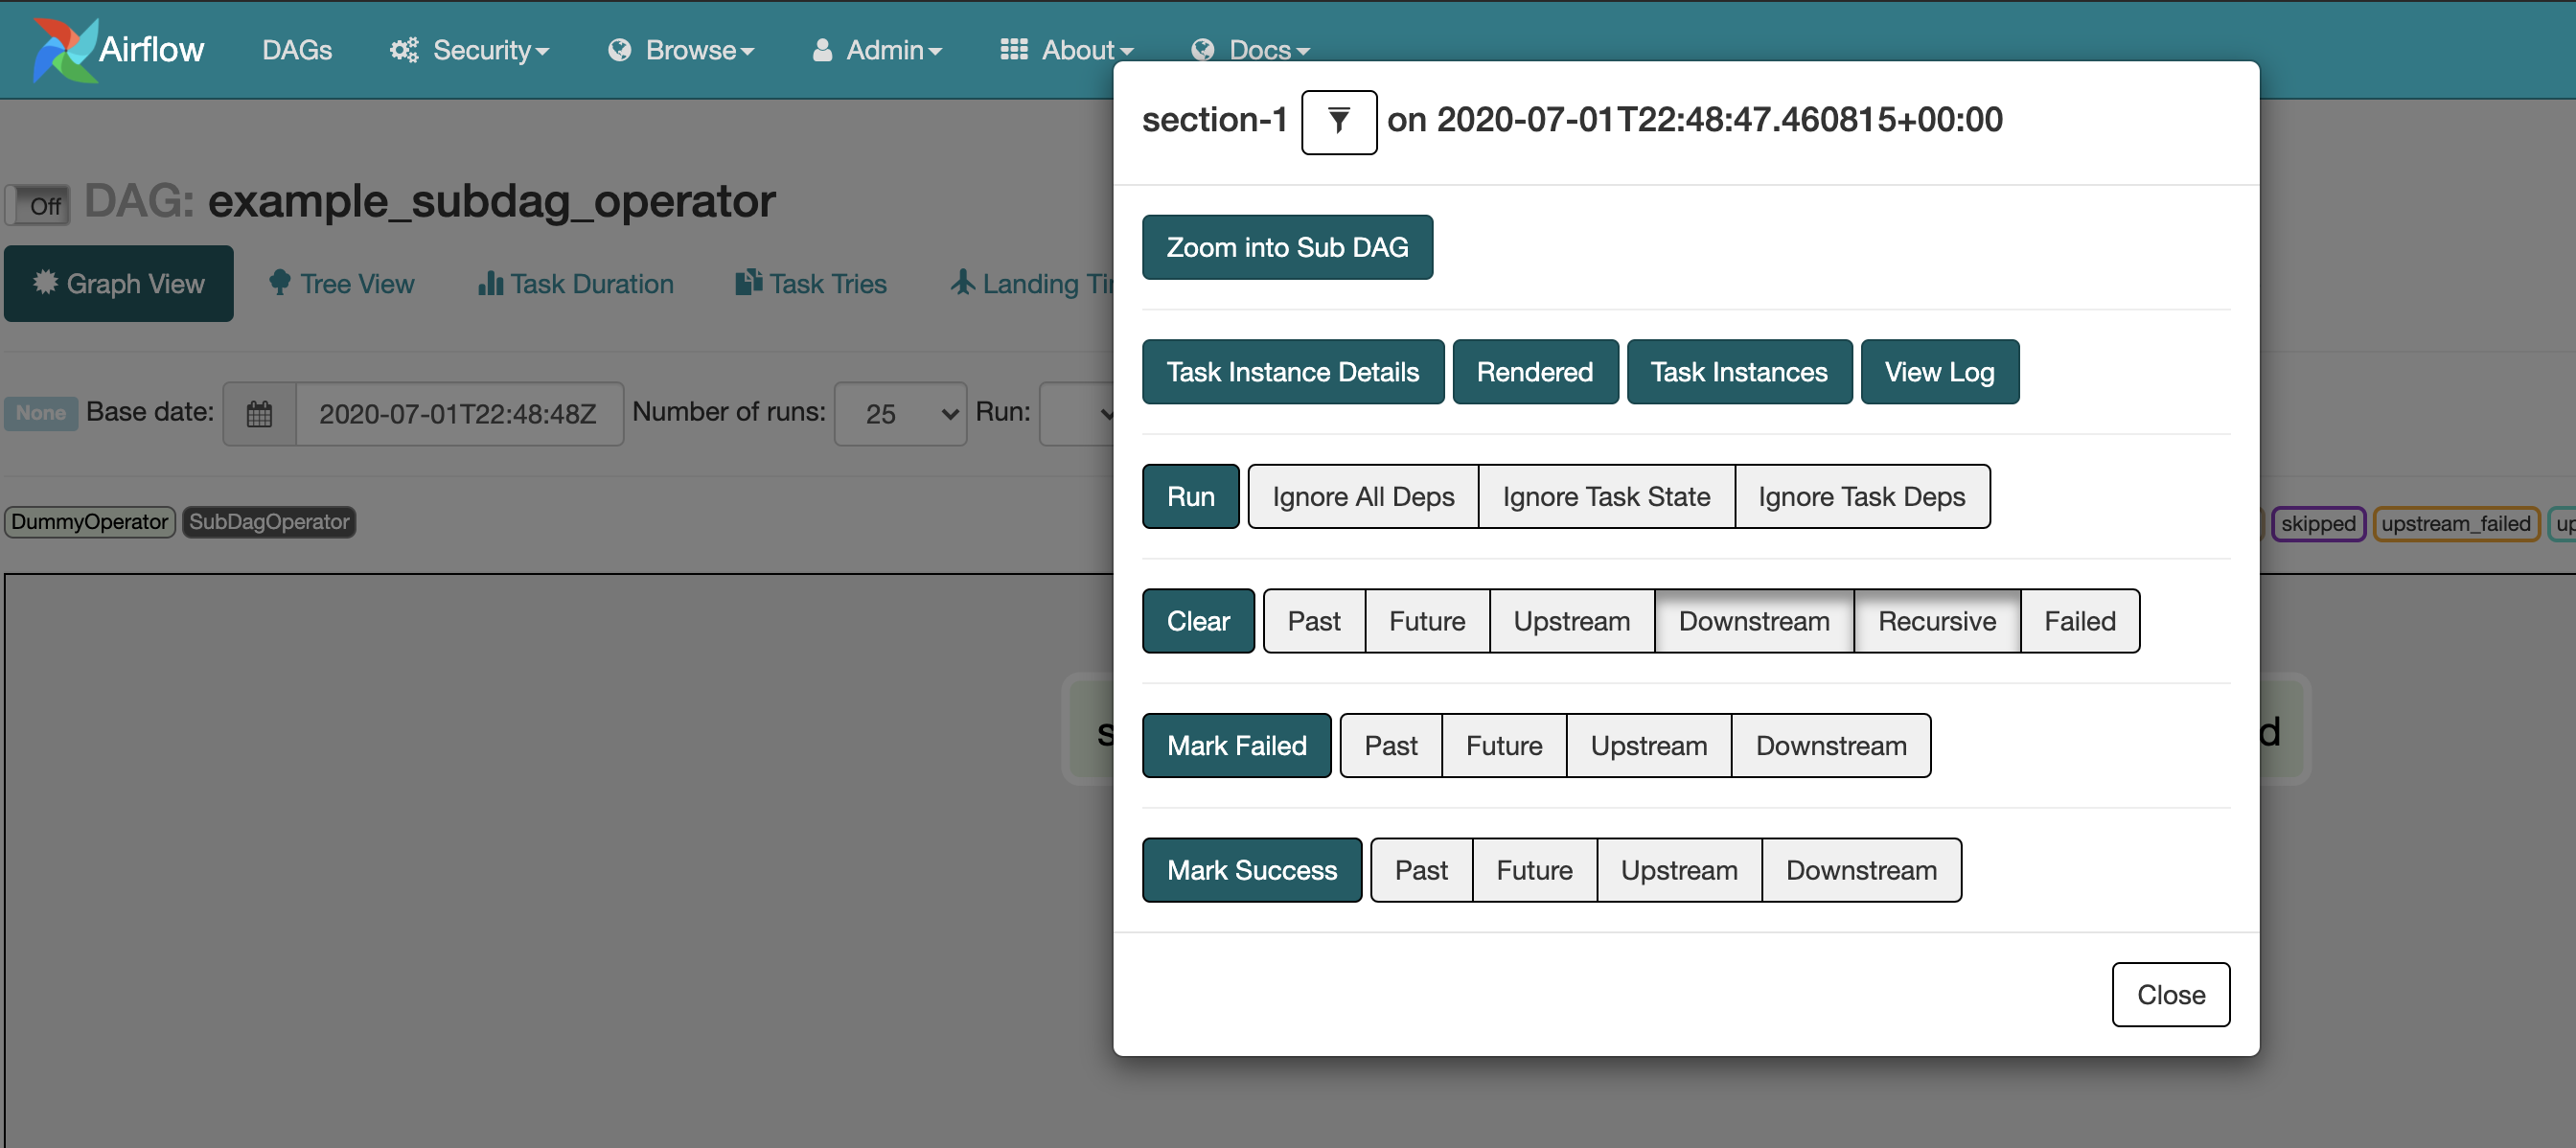 Airflow DAGs Security Browse Admin About Docs
section-1 on 2020-07-01T22:48:47.460815+00:00
Off DAG: example_subdag_operator
Zoom into Sub DAG
Graph View Tree View Task Duration Task Tries Landing
Task Instance Details Rendered Task Instances View Log
None Base date: 2020-07-01T22:48:48Z Number of runs: 25 Run:
Run Ignore All Deps Ignore Task State Ignore Task Deps
DummyOperator SubDagOperator skipped upstream_failed
Clear Past Future Upstream Downstream Recursive Failed
Mark Failed Past Future Upstream Downstream
Mark Success Past Future Upstream Downstream
Close